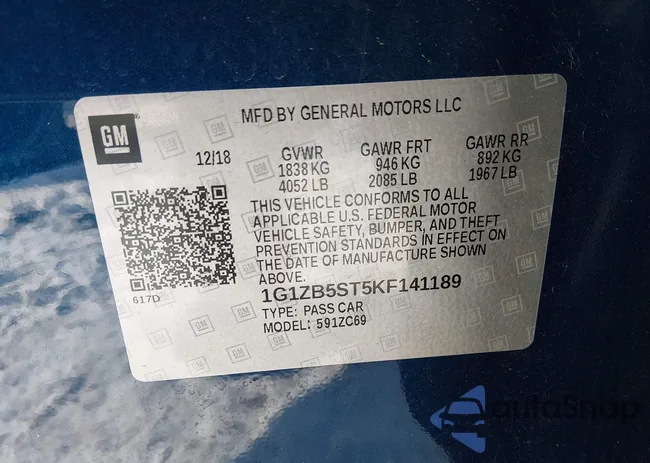 MFD BY GENERAL MOTORS LLC
GM
12/18 GVWR GAWR FRT GAWR RR
1838 KG 946 KG 892 KG
4052 LB 2085 LB 1967 LB
THIS VEHICLE CONFORMS TO ALL
APPLICABLE U.S. FEDERAL MOTOR
VEHICLE SAFETY, BUMPER, AND THEFT
PREVENTION STANDARDS IN EFFECT ON
THE DATE OF MANUFACTURE SHOWN
ABOVE.
617D
1G1ZB5ST5KF141189
TYPE: PASS CAR
MODEL: 591ZC69
autoSnap